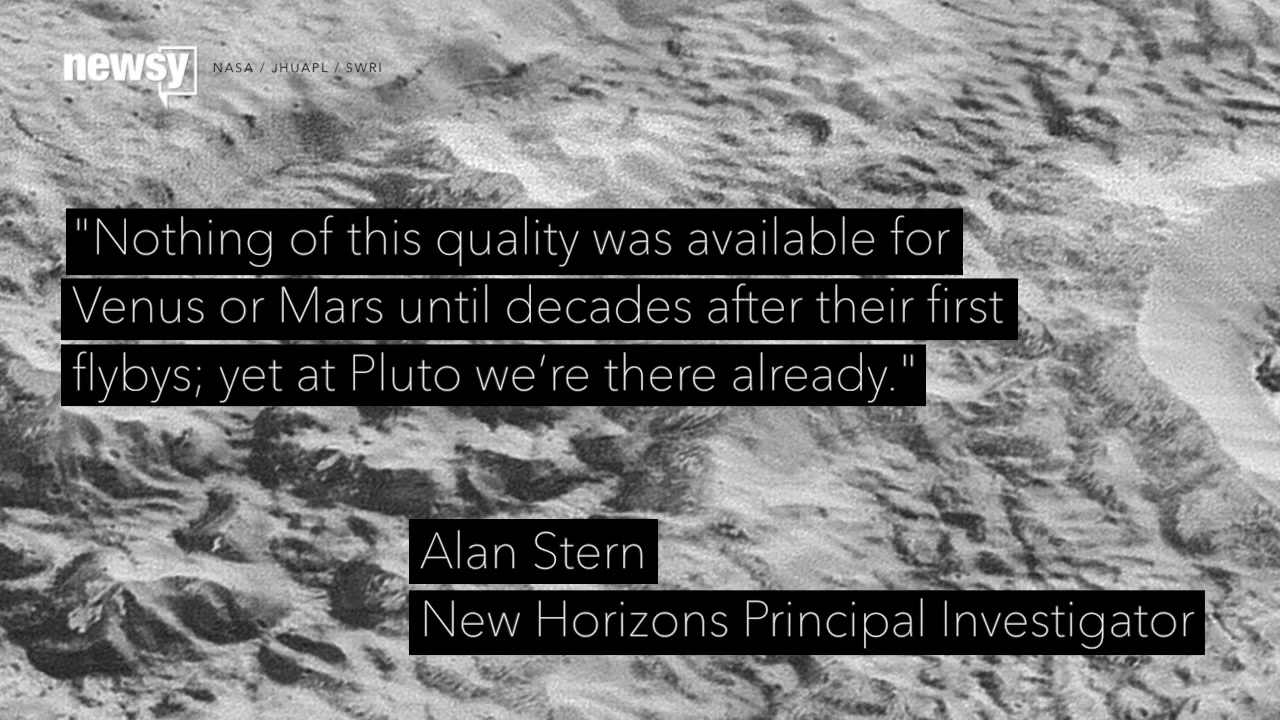 newsy
NASA / JHUAPL / SWRI
"Nothing of this quality was available for
Venus or Mars until decades after their first
flybys; yet at Pluto we’re there already."
Alan Stern
New Horizons Principal Investigator